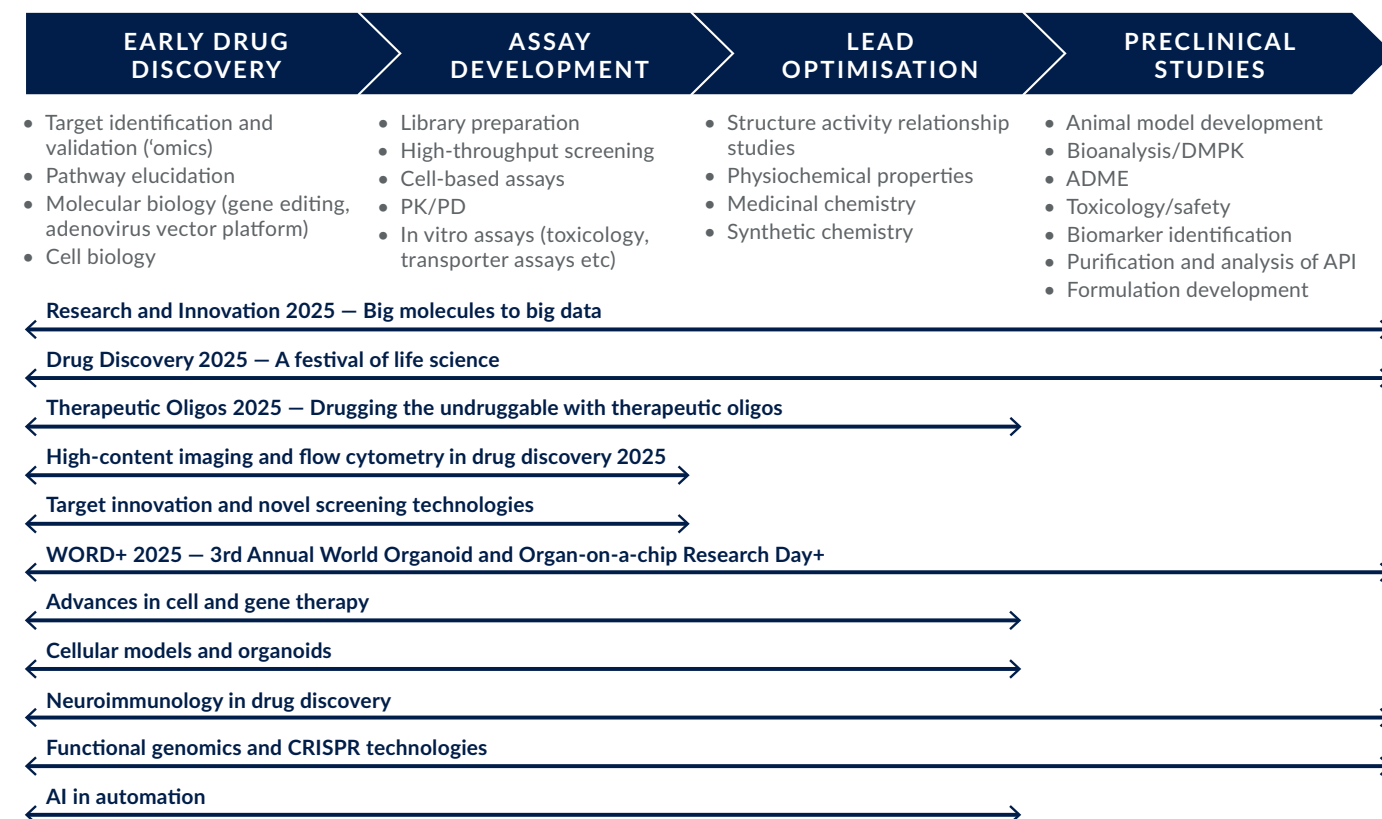 EARLY DRUG
DISCOVERY
ASSAY
DEVELOPMENT
LEAD
OPTIMISATION
PRECLINICAL
STUDIES
• Target identification and
validation (‘omics)
• Pathway elucidation
• Molecular biology (gene editing,
adenovirus vector platform)
• Cell biology
• Library preparation
• High-throughput screening
• Cell-based assays
• PK/PD
• In vitro assays (toxicology,
transporter assays etc)
• Structure activity relationship
studies
• Physiochemical properties
• Medicinal chemistry
• Synthetic chemistry
• Animal model development
• Bioanalysis/DMPK
• ADME
• Toxicology/safety
• Biomarker identification
• Purification and analysis of API
• Formulation development
Research and Innovation 2025 — Big molecules to big data
Drug Discovery 2025 — A festival of life science
Therapeutic Oligos 2025 — Drugging the undruggable with therapeutic oligos
High-content imaging and flow cytometry in drug discovery 2025
Target innovation and novel screening technologies
WORD+ 2025 — 3rd Annual World Organoid and Organ-on-a-chip Research Day+
Advances in cell and gene therapy
Cellular models and organoids
Neuroimmunology in drug discovery
Functional genomics and CRISPR technologies
AI in automation